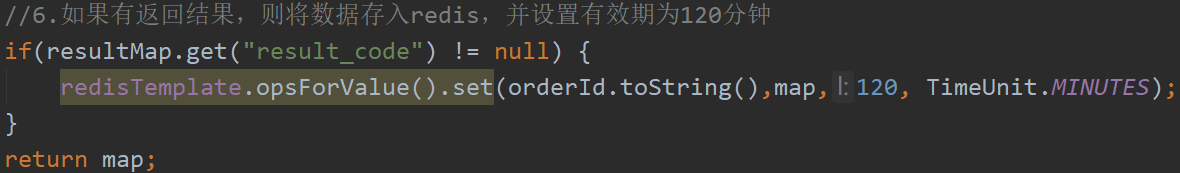 //6.如果有返回结果，则将数据存入redis，并设置有效期为120分钟
if(resultMap.get("result_code") != null) {
redisTemplate.opsForValue().set(orderId.toString(),map, l: 120, TimeUnit.MINUTES);
}
return map;